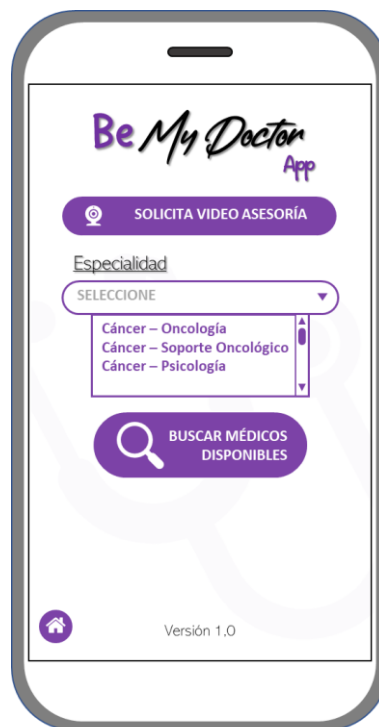 Be My Doctor
App
SOLICITA VIDEO ASESORÍA
Especialidad
SELECCIONE
Cáncer – Oncología
Cáncer – Soporte Oncológico
Cáncer – Psicología
BUSCAR MÉDICOS
DISPONIBLES
Versión 1.0